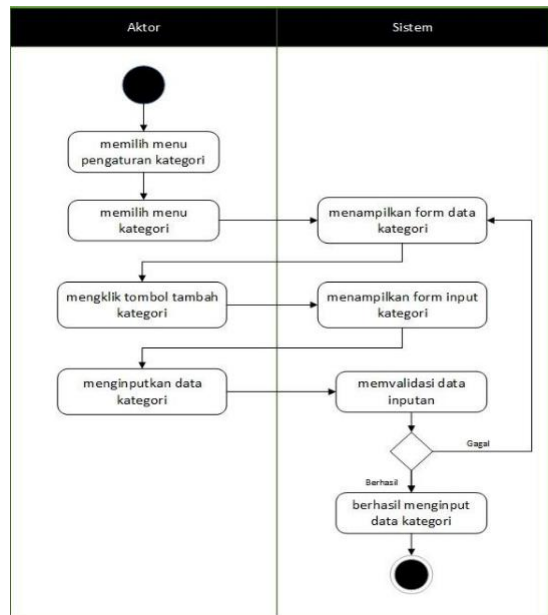 Aktor
Sistem
memilih menu
pengaturan kategori
memilih menu
kategori
menampilkan form data
kategori
mengklik tombol tambah
kategori
menampilkan form input
kategori
menginputkan data
kategori
memvalidasi data
inputan
Gagal
Berhasil
berhasil menginput
data kategori